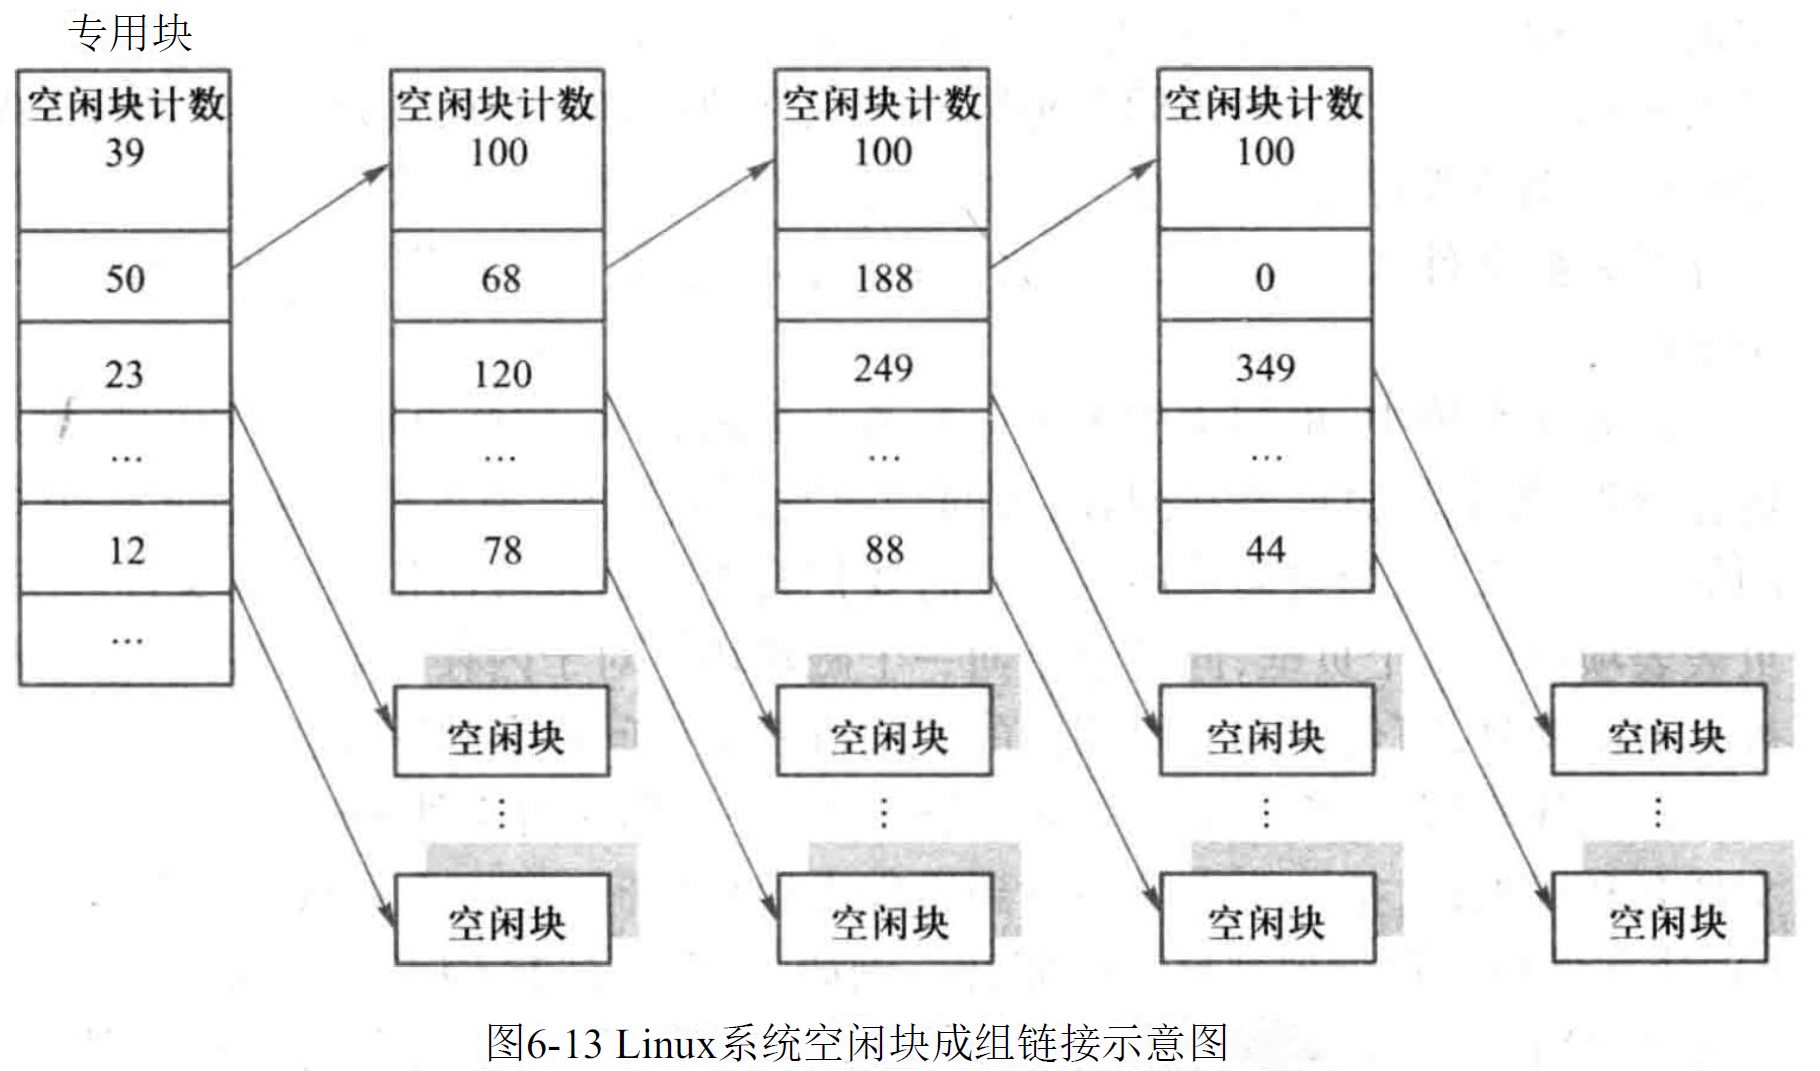 专用块
空闲块计数
39
50
23
...
12
...
空闲块计数
100
68
120
...
78
空闲块计数
100
188
249
...
88
空闲块计数
100
0
349
...
44
空闲块
空闲块
空闲块
空闲块
⋮
⋮
⋮
⋮
空闲块
空闲块
空闲块
空闲块
图6-13 Linux系统空闲块成组链接示意图